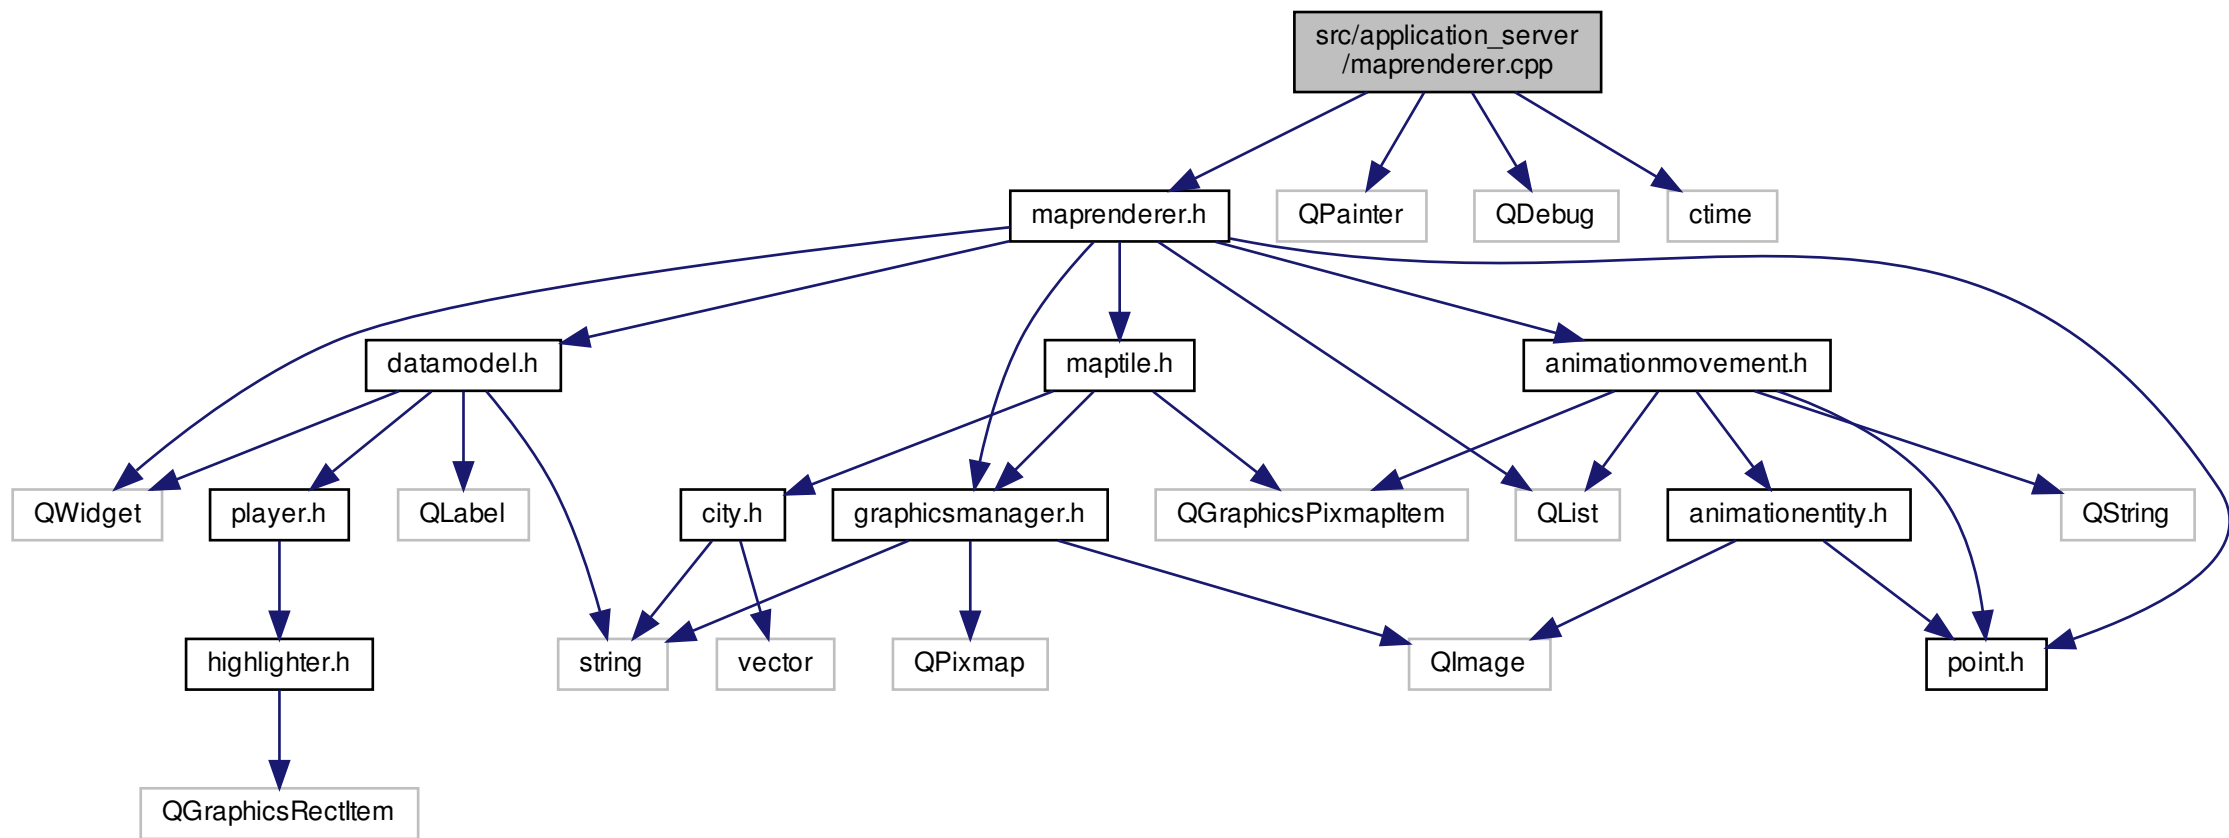 src/application_server
/maprenderer.cpp
maprenderer.h
QPainter
QDebug
ctime
datamodel.h
maptile.h
animationmovement.h
QWidget
player.h
QLabel
city.h
graphicsmanager.h
QGraphicsPixmapItem
QList
animationentity.h
QString
highlighter.h
string
vector
QPixmap
QImage
point.h
QGraphicsRectItem